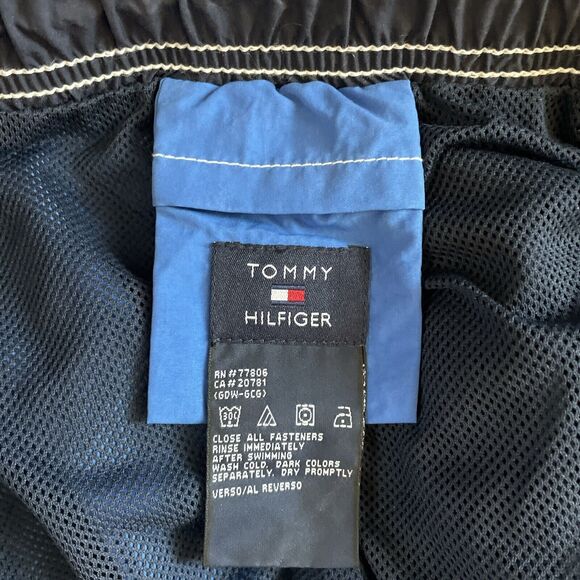 TOMMY
HILFIGER
RN#77806
CA#20781
(GDW-GCG)
30C
CLOSE ALL FASTENERS
RINSE IMMEDIATELY
AFTER SWIMMING
WASH COLD. DARK COLORS
SEPARATELY. DRY PROMPTLY
VERSO/AL REVERSO